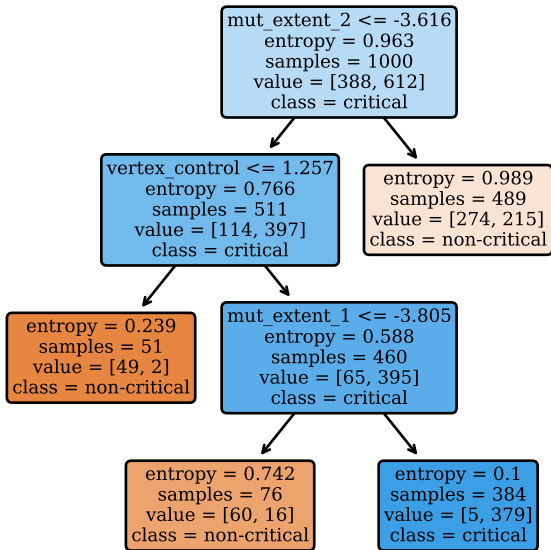 mut_extent_2 <= -3.616
entropy = 0.963
samples = 1000
value = [388, 612]
class = critical
vertex_control <= 1.257
entropy = 0.766
samples = 511
value = [114, 397]
class = critical
entropy = 0.989
samples = 489
value = [274, 215]
class = non-critical
entropy = 0.239
samples = 51
value = [49, 2]
class = non-critical
mut_extent_1 <= -3.805
entropy = 0.588
samples = 460
value = [65, 395]
class = critical
entropy = 0.742
samples = 76
value = [60, 16]
class = non-critical
entropy = 0.1
samples = 384
value = [5, 379]
class = critical